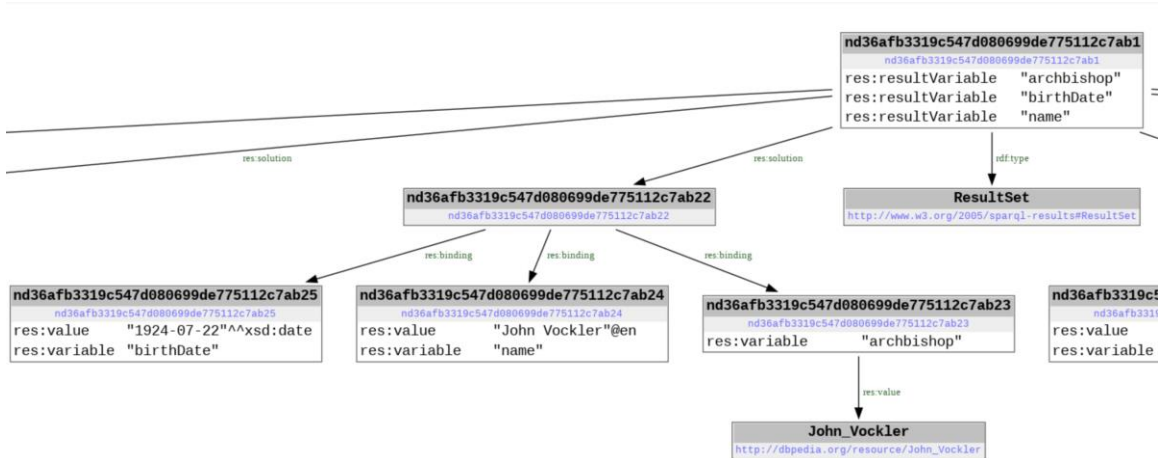 nd36afb3319c547d080699de775112c7ab1
nd36afb3319c547d080699de775112c7ab1
res:resultVariable "archbishop"
res:resultVariable "birthDate"
res:resultVariable "name"
res:solution
res:solution
rdf:type
nd36afb3319c547d080699de775112c7ab22
nd36afb3319c547d080699de775112c7ab22
ResultSet
http://www.w3.org/2005/sparql-results#ResultSet
res:binding
res:binding
res:binding
nd36afb3319c547d080699de775112c7ab25
nd36afb3319c547d080699de775112c7ab25
res:value "1924-07-22"^^xsd:date
res:variable "birthDate"
nd36afb3319c547d080699de775112c7ab24
nd36afb3319c547d080699de775112c7ab24
res:value "John Vockler"@en
res:variable "name"
nd36afb3319c547d080699de775112c7ab23
nd36afb3319c547d080699de775112c7ab23
res:variable "archbishop"
res:value
res:variable
res:value
John_Vockler
http://dbpedia.org/resource/John_Vockler